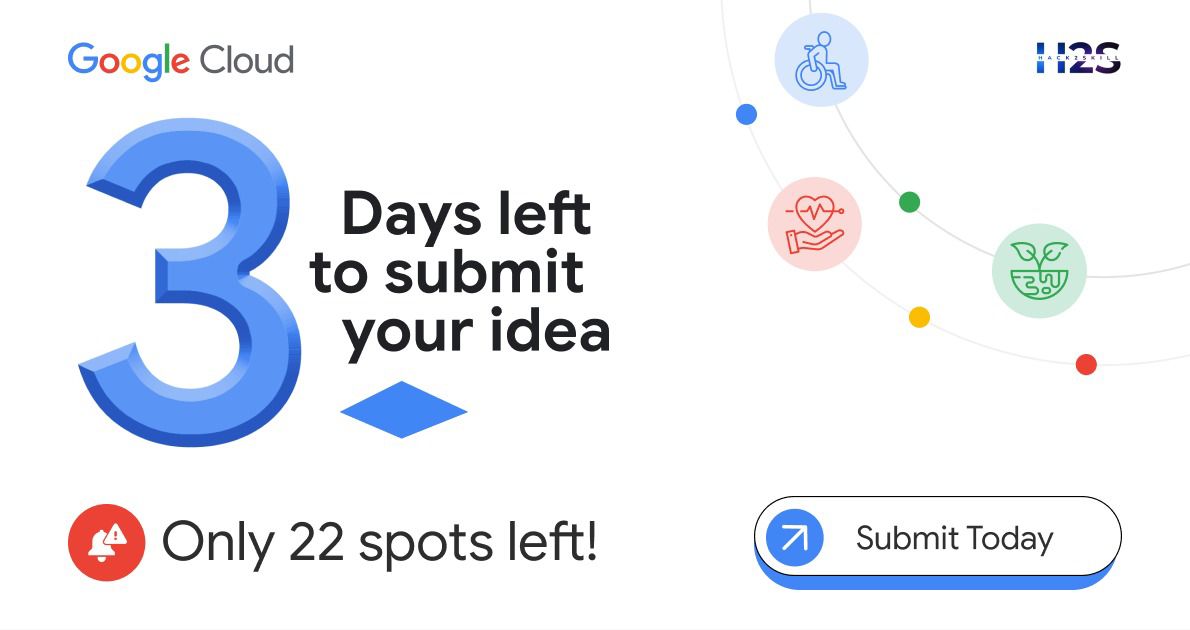 Google Cloud
H2S
HACK2SKILL
3
Days left
to submit
your idea
Only 22 spots left!
Submit Today